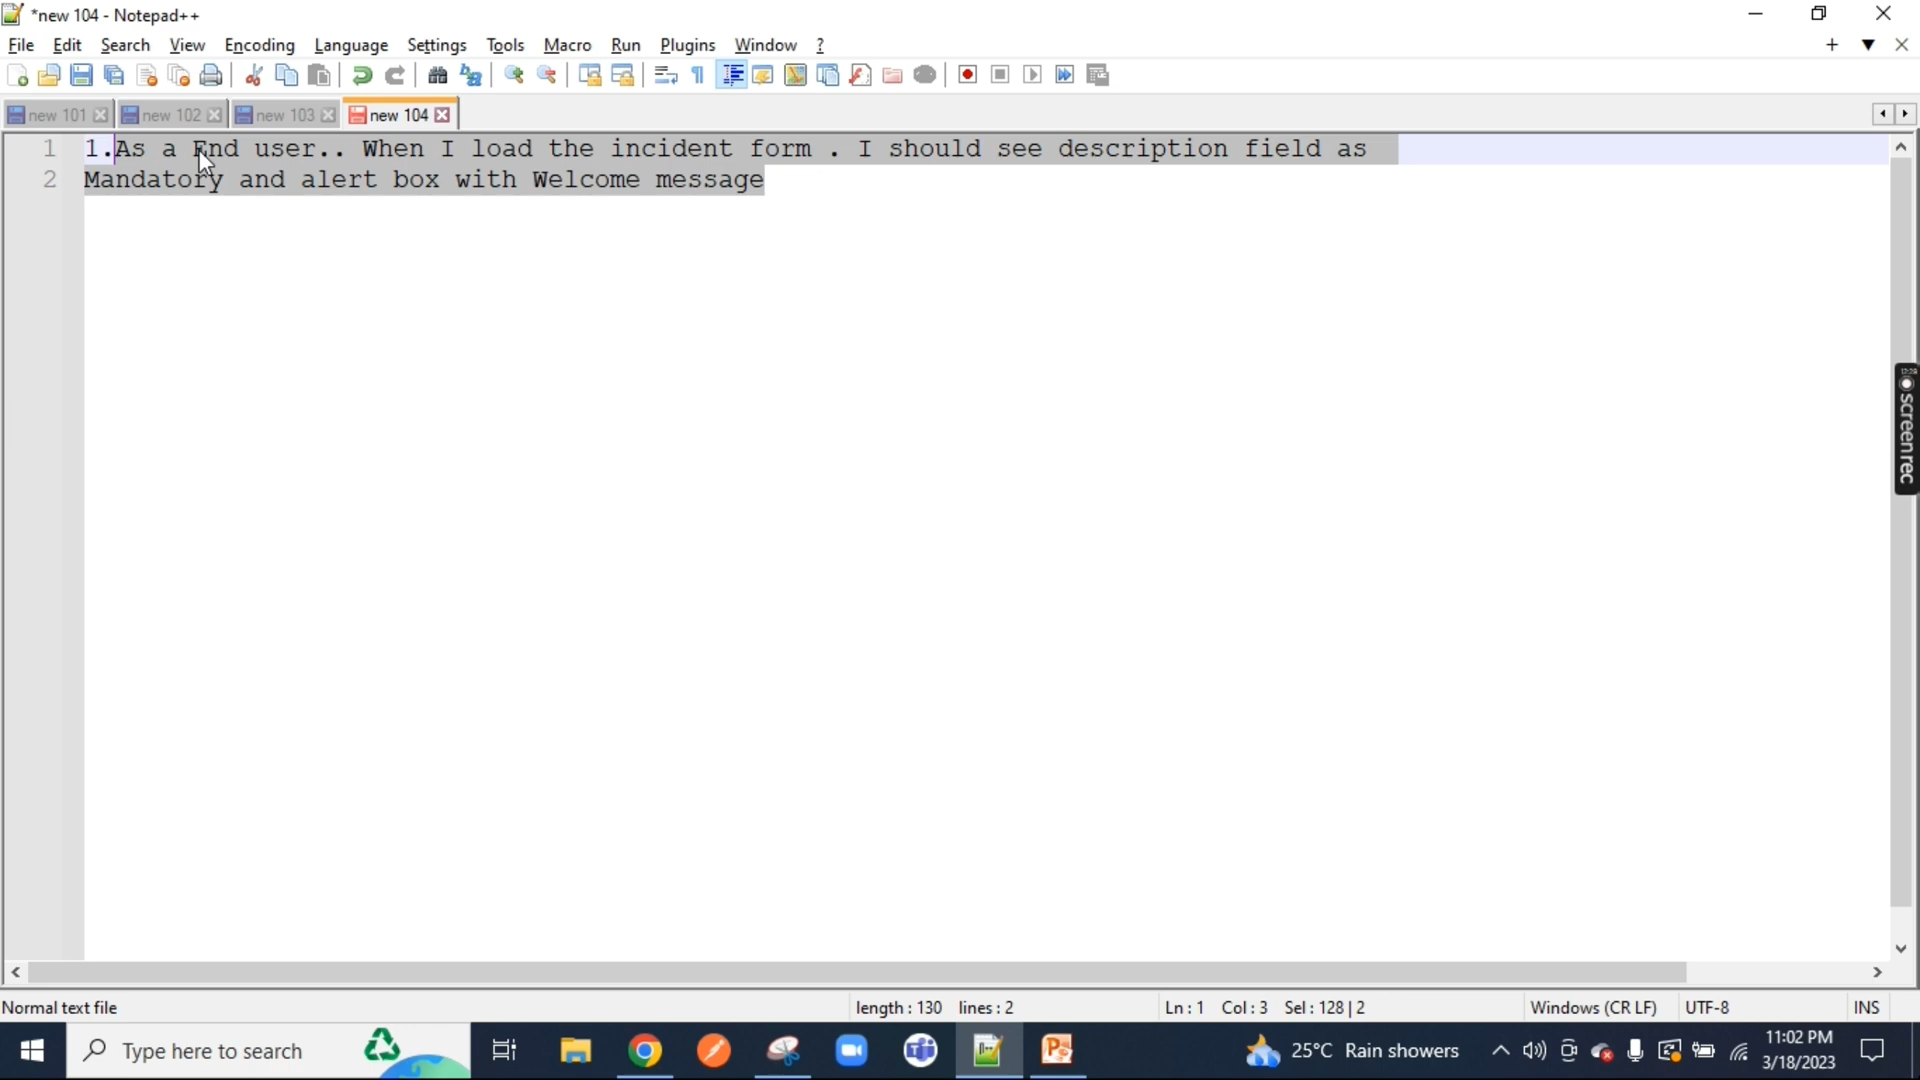 *new 104 - Notepad++
File Edit Search View Encoding Language Settings Tools Macro Run Plugins Window ?
new 101 new 102 new 103 new 104
1 1.As a End user.. When I load the incident form . I should see description field as
2 Mandatory and alert box with Welcome message
12:28
screenrec
Normal text file length : 130 lines : 2 Ln : 1 Col : 3 Sel : 128 | 2 Windows (CR LF) UTF-8 INS
Type here to search 25°C Rain showers 11:02 PM
3/18/2023